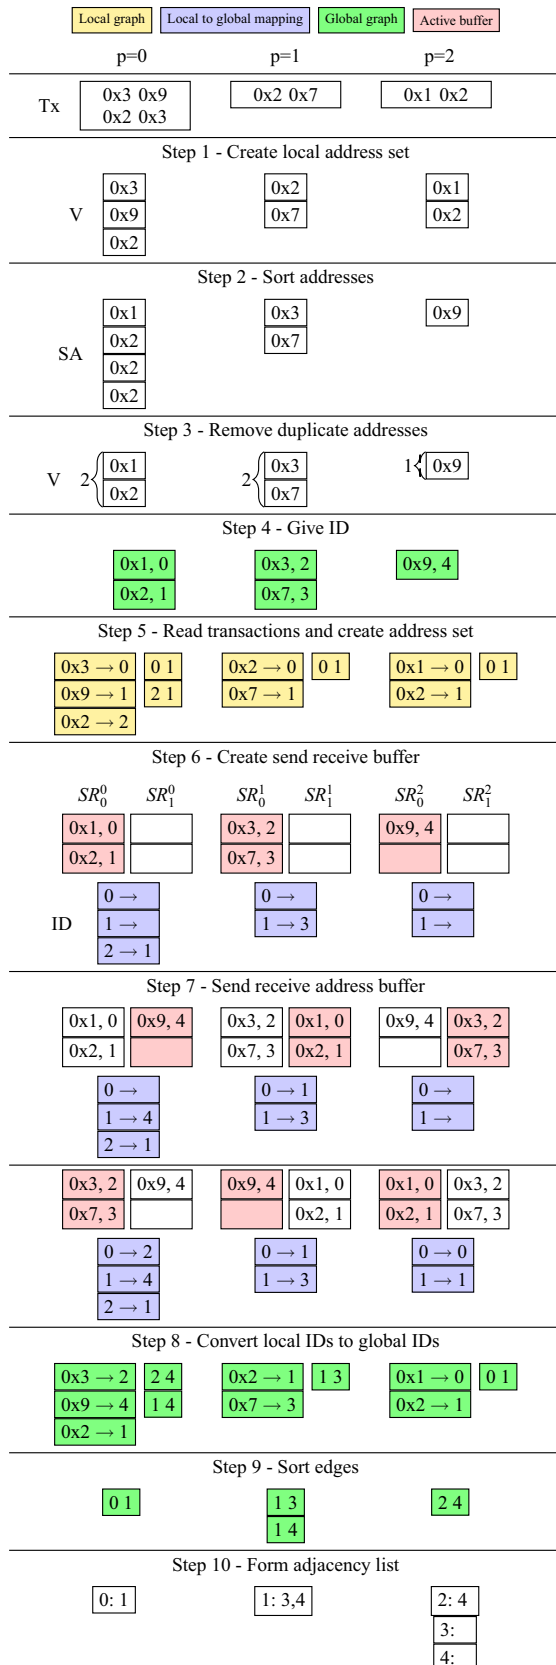 Local graph Local to global mapping Global graph Active buffer
p=0 p=1 p=2
Tx 0x3 0x9 0x2 0x7 0x1 0x2
0x2 0x3
Step 1 - Create local address set
0x3 0x2 0x1
V 0x9 0x7 0x2
0x2
Step 2 - Sort addresses
0x1 0x3 0x9
0x2 0x7
SA 0x2
0x2
Step 3 - Remove duplicate addresses
V 2 0x1 2 0x3 1 0x9
0x2 0x7
Step 4 - Give ID
0x1, 0 0x3, 2 0x9, 4
0x2, 1 0x7, 3
Step 5 - Read transactions and create address set
0x3 → 0 0 1 0x2 → 0 0 1 0x1 → 0 0 1
0x9 → 1 2 1 0x7 → 1 0x2 → 1
0x2 → 2
Step 6 - Create send receive buffer
SR₀⁰ SR₁⁰ SR₀¹ SR₁¹ SR₀² SR₁²
0x1, 0 0x3, 2 0x9, 4
0x2, 1 0x7, 3
0 → 0 → 0 →
ID 1 → 1 → 3 1 →
2 → 1
Step 7 - Send receive address buffer
0x1, 0 0x9, 4 0x3, 2 0x1, 0 0x9, 4 0x3, 2
0x2, 1 0x7, 3 0x2, 1 0x7, 3
0 → 0 → 1 0 →
1 → 4 1 → 3 1 →
2 → 1
0x3, 2 0x9, 4 0x9, 4 0x1, 0 0x1, 0 0x3, 2
0x7, 3 0x2, 1 0x2, 1 0x7, 3
0 → 2 0 → 1 0 → 0
1 → 4 1 → 3 1 → 1
2 → 1
Step 8 - Convert local IDs to global IDs
0x3 → 2 2 4 0x2 → 1 1 3 0x1 → 0 0 1
0x9 → 4 1 4 0x7 → 3 0x2 → 1
0x2 → 1
Step 9 - Sort edges
0 1 1 3 2 4
1 4
Step 10 - Form adjacency list
0: 1 1: 3,4 2: 4
3:
4: